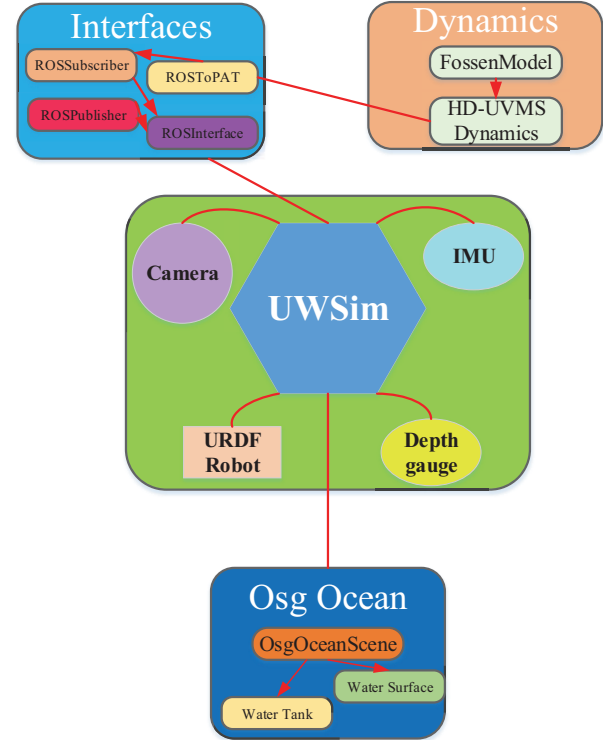 Interfaces
ROSSubscriber
ROSToPAT
ROSPublisher
ROSInterface
Dynamics
FossenModel
HD-UVMS
Dynamics
Camera
IMU
UWSim
URDF
Robot
Depth
gauge
Osg Ocean
OsgOceanScene
Water Surface
Water Tank